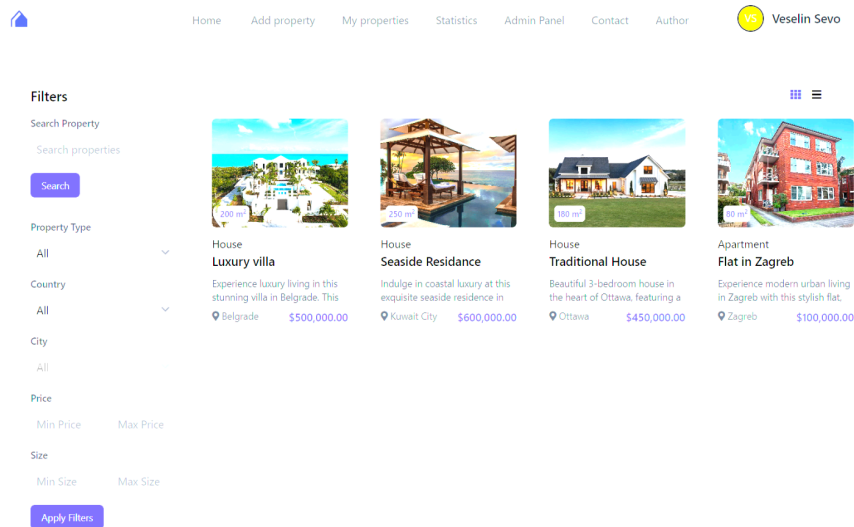 Home Add property My properties Statistics Admin Panel Contact Author VS Veselin Sevo
Filters
Search Property
Search properties
Search
Property Type
All
Country
All
City
All
Price
Min Price Max Price
Size
Min Size Max Size
Apply Filters
200 m²
House
Luxury villa
Experience luxury living in this
stunning villa in Belgrade. This
Belgrade $500,000.00
250 m²
House
Seaside Residance
Indulge in coastal luxury at this
exquisite seaside residence in
Kuwait City $600,000.00
180 m²
House
Traditional House
Beautiful 3-bedroom house in
the heart of Ottawa, featuring a
Ottawa $450,000.00
80 m²
Apartment
Flat in Zagreb
Experience modern urban living
in Zagreb with this stylish flat.
Zagreb $100,000.00